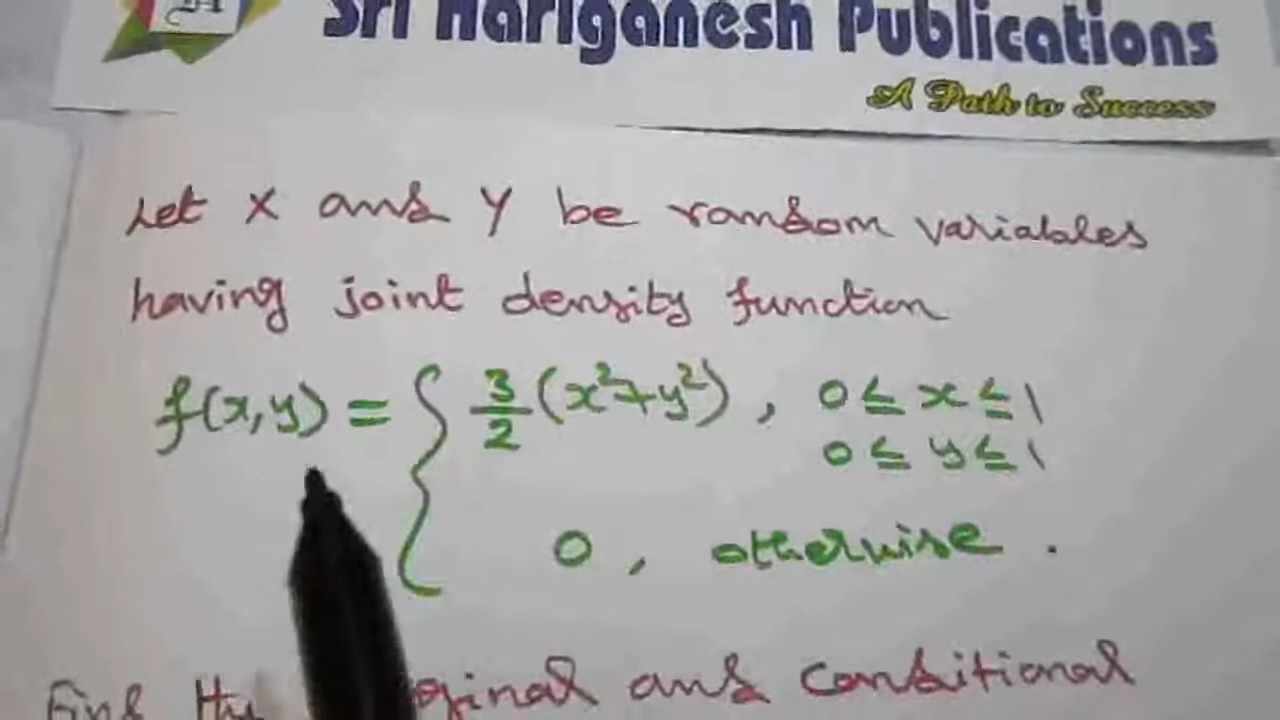 Sri Hariganesh Publications
A Path to Success
Let X and Y be random variables
having joint density function
f(x,y) = { 3/2 (x²+y²), 0 ≤ x ≤ 1
0 ≤ y ≤ 1
0, otherwise.
Find and conditional